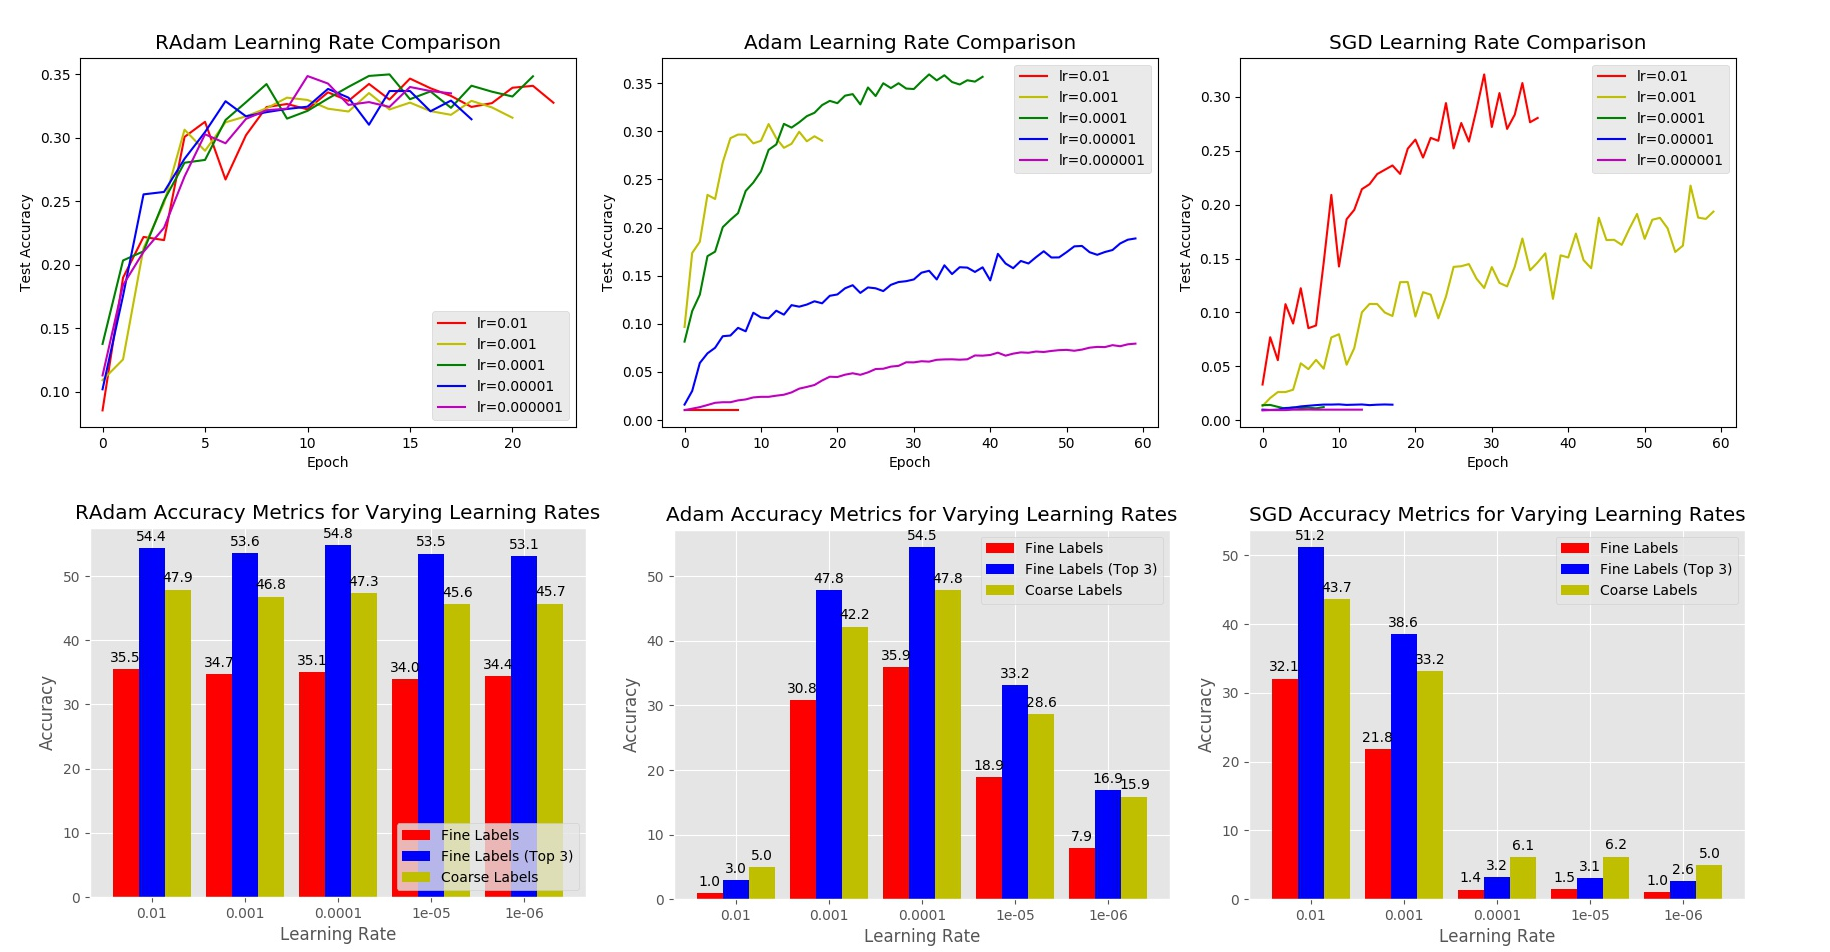 RAdam Learning Rate Comparison
0.35
0.30
0.25
0.20
0.15
0.10
Test Accuracy
lr=0.01
lr=0.001
lr=0.0001
lr=0.00001
lr=0.000001
0 5 10 15 20
Epoch
Adam Learning Rate Comparison
0.35
0.30
0.25
0.20
0.15
0.10
0.05
0.00
Test Accuracy
lr=0.01
lr=0.001
lr=0.0001
lr=0.00001
lr=0.000001
0 10 20 30 40 50 60
Epoch
SGD Learning Rate Comparison
0.30
0.25
0.20
0.15
0.10
0.05
0.00
Test Accuracy
lr=0.01
lr=0.001
lr=0.0001
lr=0.00001
lr=0.000001
0 10 20 30 40 50 60
Epoch
RAdam Accuracy Metrics for Varying Learning Rates
50
40
30
20
10
0
Accuracy
35.5 54.4 47.9
34.7 53.6 46.8
35.1 54.8 47.3
34.0 53.5 45.6
34.4 53.1 45.7
Fine Labels
Fine Labels (Top 3)
Coarse Labels
0.01 0.001 0.0001 1e-05 1e-06
Learning Rate
Adam Accuracy Metrics for Varying Learning Rates
50
40
30
20
10
0
Accuracy
1.0 3.0 5.0
30.8 47.8 42.2
35.9 54.5 47.8
18.9 33.2 28.6
7.9 16.9 15.9
Fine Labels
Fine Labels (Top 3)
Coarse Labels
0.01 0.001 0.0001 1e-05 1e-06
Learning Rate
SGD Accuracy Metrics for Varying Learning Rates
50
40
30
20
10
0
Accuracy
32.1 51.2 43.7
21.8 38.6 33.2
1.4 3.2 6.1
1.5 3.1 6.2
1.0 2.6 5.0
Fine Labels
Fine Labels (Top 3)
Coarse Labels
0.01 0.001 0.0001 1e-05 1e-06
Learning Rate